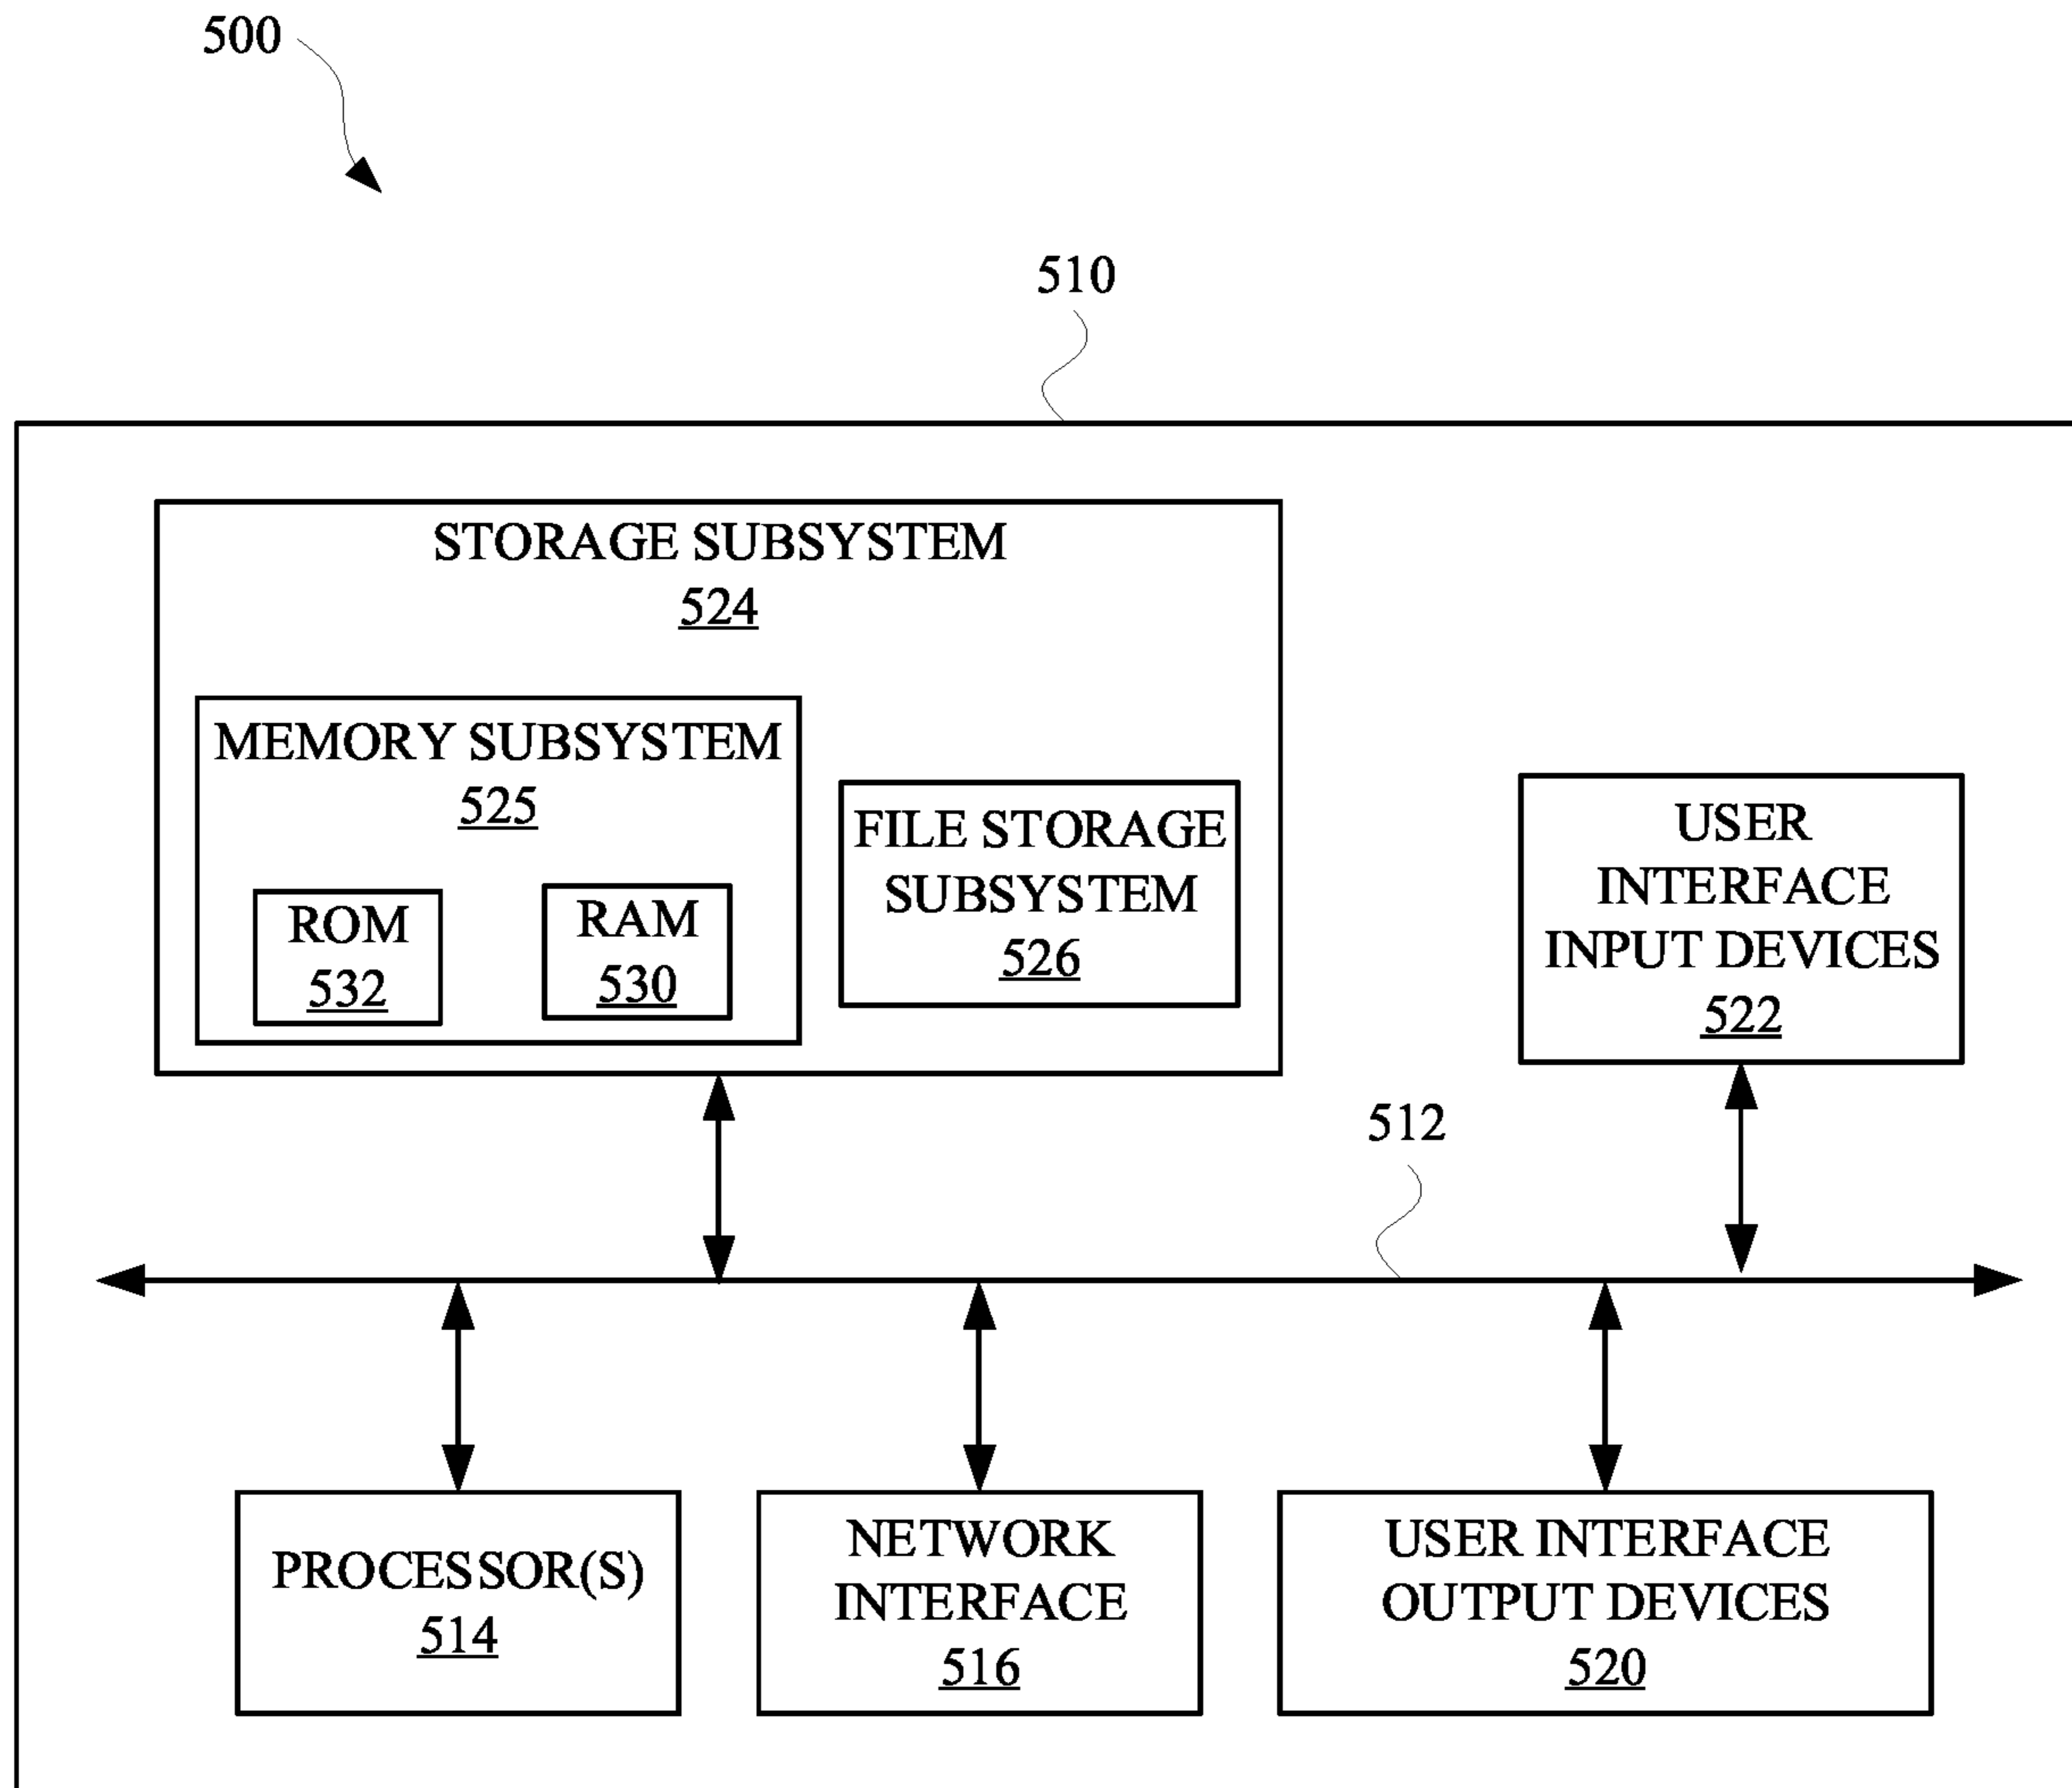 500
510
STORAGE SUBSYSTEM
524
MEMORY SUBSYSTEM
525
ROM
532
RAM
530
FILE STORAGE
SUBSYSTEM
526
USER
INTERFACE
INPUT DEVICES
522
512
PROCESSOR(S)
514
NETWORK
INTERFACE
516
USER INTERFACE
OUTPUT DEVICES
520